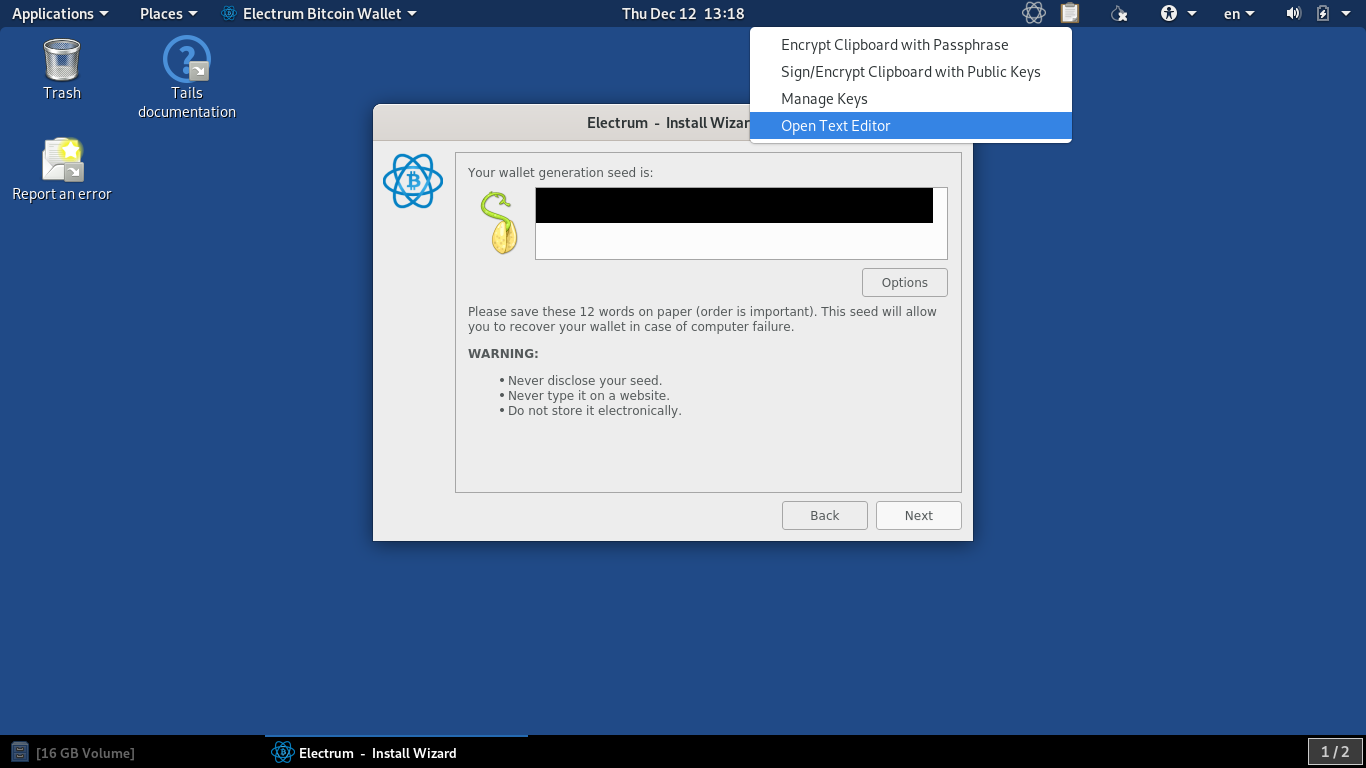 Applications Places Electrum Bitcoin Wallet Thu Dec 12 13:18 en
Encrypt Clipboard with Passphrase
Sign/Encrypt Clipboard with Public Keys
Manage Keys
Open Text Editor
Trash
Tails
documentation
Report an error
Electrum - Install Wizar
Your wallet generation seed is:
Options
Please save these 12 words on paper (order is important). This seed will allow
you to recover your wallet in case of computer failure.
WARNING:
• Never disclose your seed.
• Never type it on a website.
• Do not store it electronically.
Back Next
[16 GB Volume] Electrum - Install Wizard 1 / 2